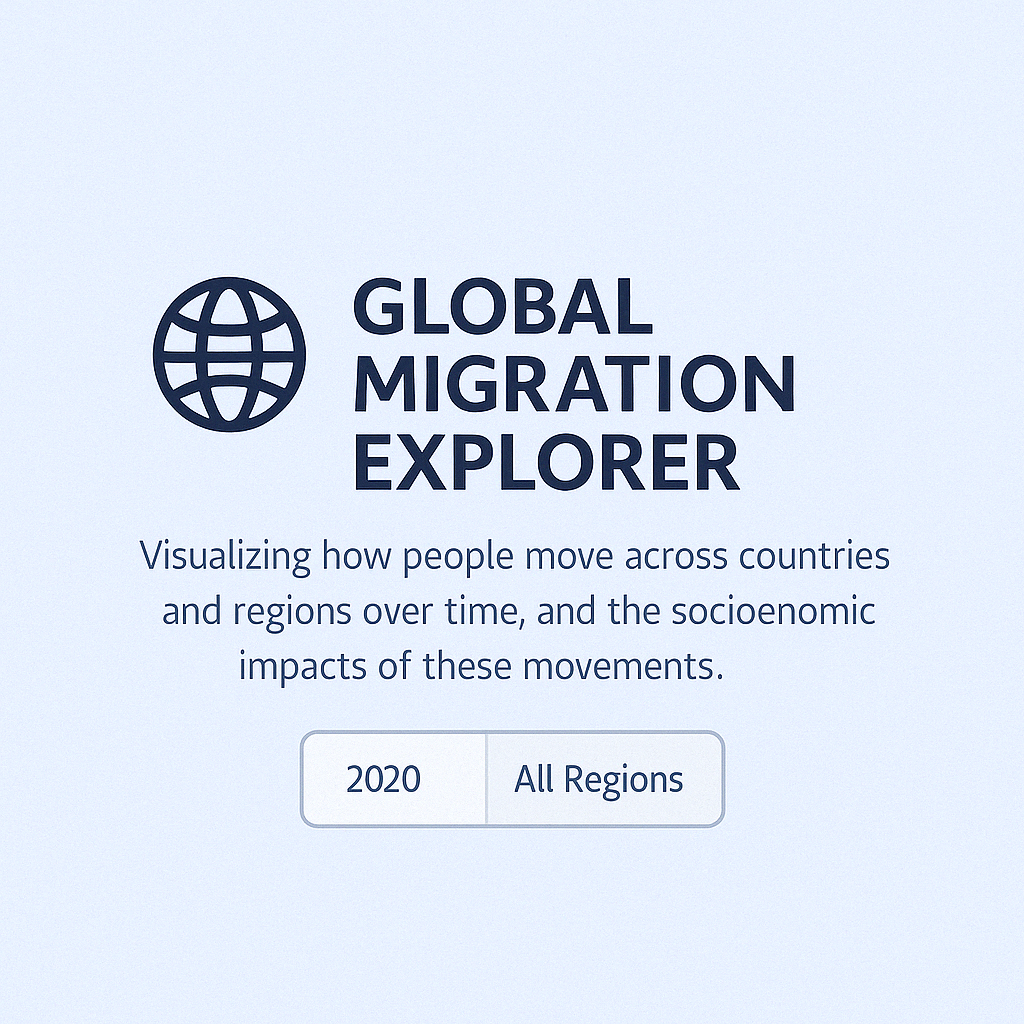 GLOBAL
MIGRATION
EXPLORER
Visualizing how people move across countries
and regions over time, and the socioenomic
impacts of these movements.
2020
All Regions